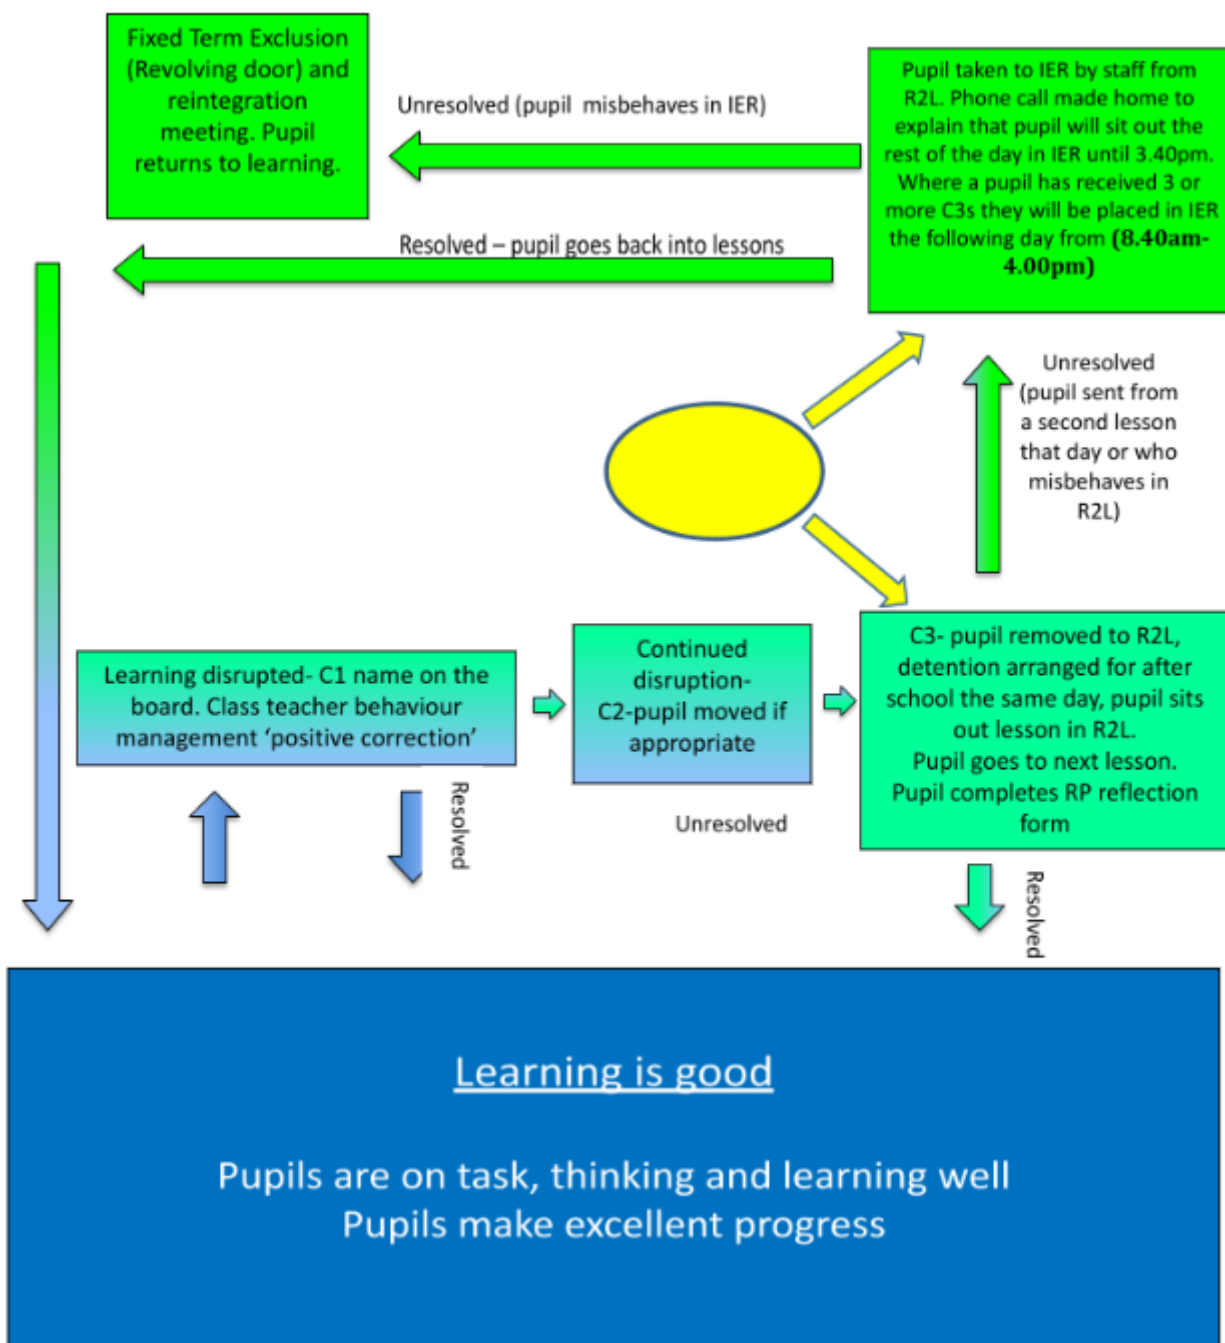 Fixed Term Exclusion
(Revolving door) and
reintegration
meeting. Pupil
returns to learning.
Unresolved (pupil  misbehaves in IER)
Pupil taken to IER by staff from
R2L. Phone call made home to
explain that pupil will sit out the
rest of the day in IER until 3.40pm.
Where a pupil has received 3 or
more C3s they will be placed in IER
the following day from (8.40am-
4.00pm)
Resolved – pupil goes back into lessons
Unresolved
(pupil sent from
a second lesson
that day or who
misbehaves in
R2L)
Learning disrupted- C1 name on the
board. Class teacher behaviour
management ‘positive correction’
Continued
disruption-
C2-pupil moved if
appropriate
C3- pupil removed to R2L,
detention arranged for after
school the same day, pupil sits
out lesson in R2L.
Pupil goes to next lesson.
Pupil completes RP reflection
form
Resolved
Unresolved
Resolved
Learning is good
Pupils are on task, thinking and learning well
Pupils make excellent progress